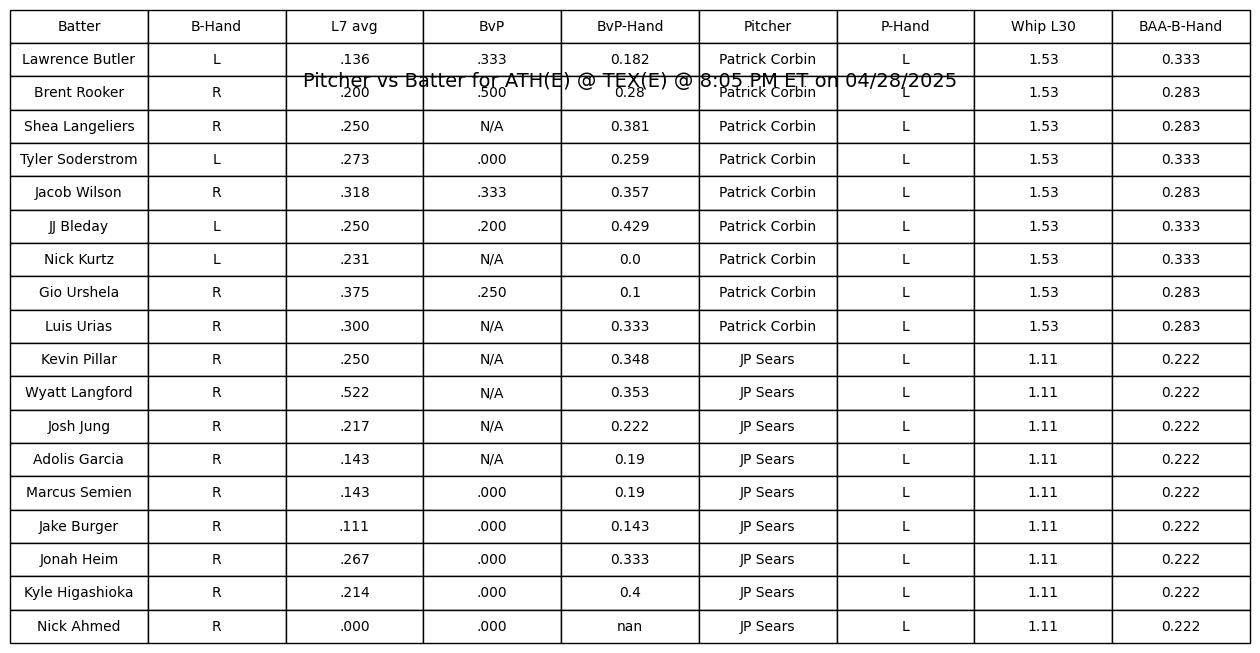 Batter B-Hand L7 avg BvP BvP-Hand Pitcher P-Hand Whip L30 BAA-B-Hand
Lawrence Butler L .136 .333 0.182 Patrick Corbin L 1.53 0.333
Pitcher vs Batter for ATH(E) @ TEX(E) @ 8:05 PM ET on 04/28/2025
Brent Rooker R .200 .500 0.28 Patrick Corbin L 1.53 0.283
Shea Langeliers R .250 N/A 0.381 Patrick Corbin L 1.53 0.283
Tyler Soderstrom L .273 .000 0.259 Patrick Corbin L 1.53 0.333
Jacob Wilson R .318 .333 0.357 Patrick Corbin L 1.53 0.283
JJ Bleday L .250 .200 0.429 Patrick Corbin L 1.53 0.333
Nick Kurtz L .231 N/A 0.0 Patrick Corbin L 1.53 0.333
Gio Urshela R .375 .250 0.1 Patrick Corbin L 1.53 0.283
Luis Urias R .300 N/A 0.333 Patrick Corbin L 1.53 0.283
Kevin Pillar R .250 N/A 0.348 JP Sears L 1.11 0.222
Wyatt Langford R .522 N/A 0.353 JP Sears L 1.11 0.222
Josh Jung R .217 N/A 0.222 JP Sears L 1.11 0.222
Adolis Garcia R .143 N/A 0.19 JP Sears L 1.11 0.222
Marcus Semien R .143 .000 0.19 JP Sears L 1.11 0.222
Jake Burger R .111 .000 0.143 JP Sears L 1.11 0.222
Jonah Heim R .267 .000 0.333 JP Sears L 1.11 0.222
Kyle Higashioka R .214 .000 0.4 JP Sears L 1.11 0.222
Nick Ahmed R .000 .000 nan JP Sears L 1.11 0.222